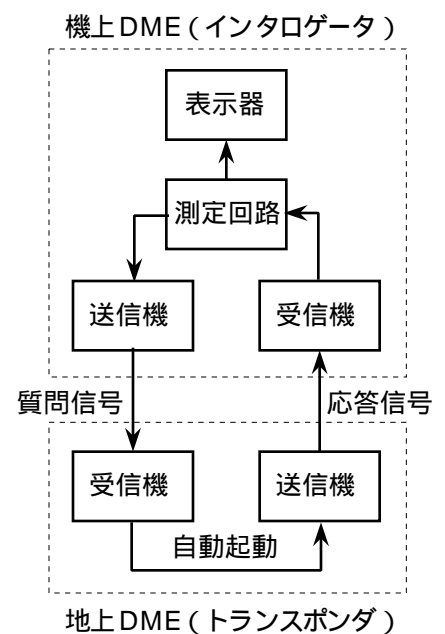 機上DME（インタロゲータ）
表示器
測定回路
送信機
受信機
質問信号
応答信号
受信機
送信機
自動起動
地上DME（トランスポンダ）